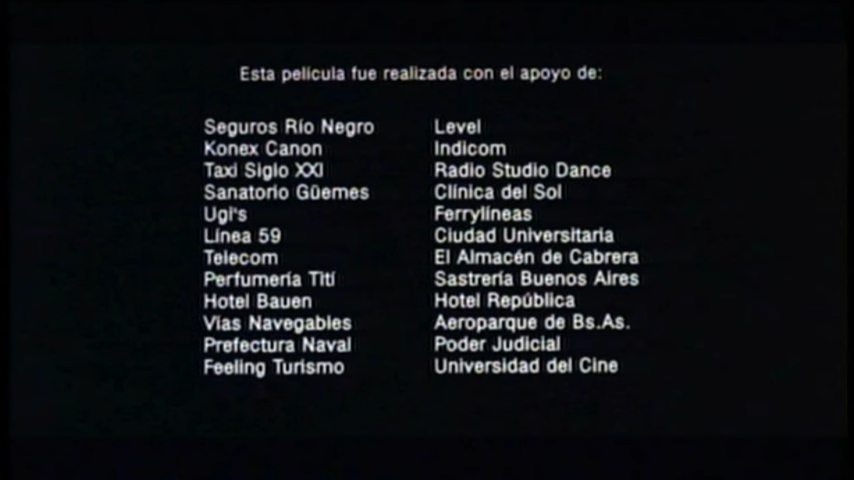 Esta película fue realizada con el apoyo de:
Seguros Río Negro
Konex Canon
Taxi Siglo XXI
Sanatorio Güemes
Ugi's
Línea 59
Telecom
Perfumería Tití
Hotel Bauen
Vías Navegables
Prefectura Naval
Feeling Turismo
Level
Indicom
Radio Studio Dance
Clínica del Sol
Ferrylíneas
Ciudad Universitaria
El Almacén de Cabrera
Sastrería Buenos Aires
Hotel República
Aeroparque de Bs.As.
Poder Judicial
Universidad del Cine